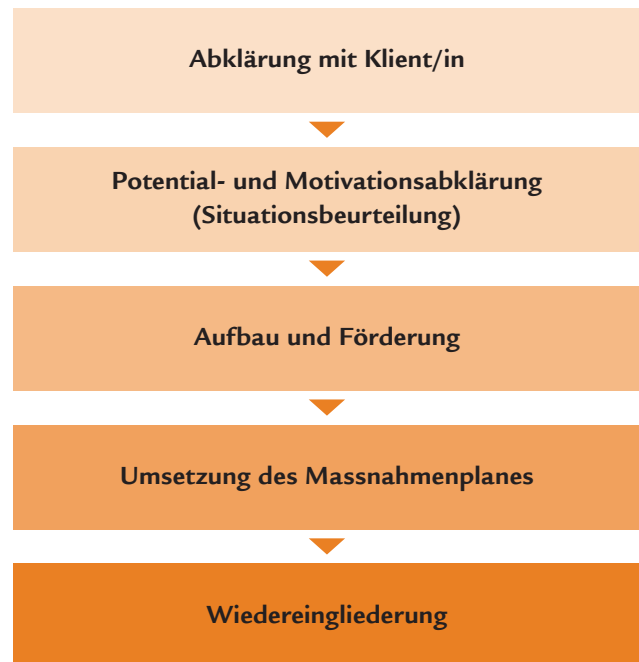 Abklärung mit Klient/in
Potential- und Motivationsabklärung
(Situationsbeurteilung)
Aufbau und Förderung
Umsetzung des Massnahmenplanes
Wiedereingliederung